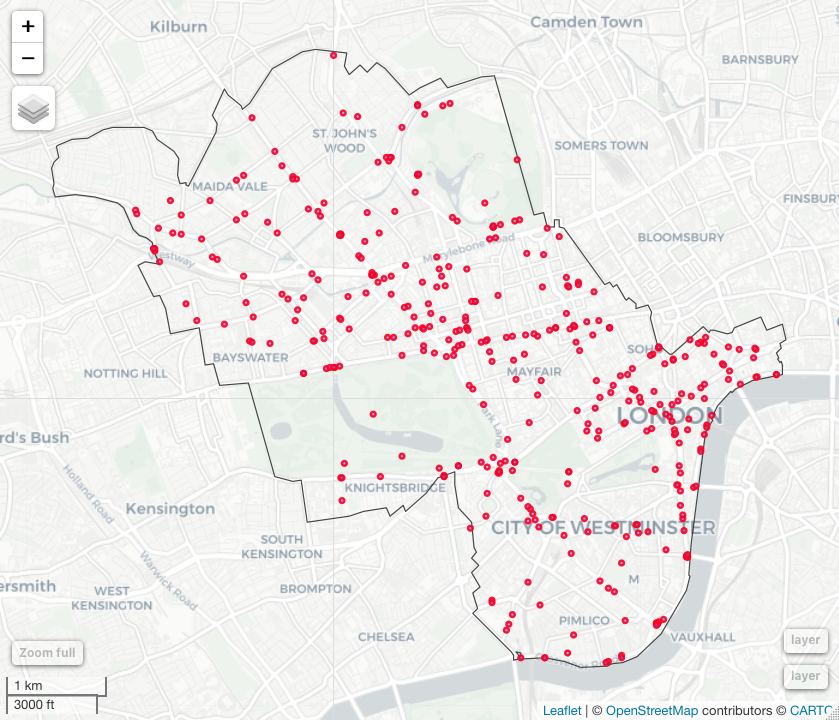 +
Kilburn
Camden Town
−
BARNSBURY
ST. JOHN'S
WOOD
SOMERS TOWN
MAIDA VALE
FINSBURY
BLOOMSBURY
Marylebone Road
Westway
SOHO
BAYSWATER
NOTTING HILL
MAYFAIR
LONDON
Park Lane
rd's Bush
Holland Road
KNIGHTSBRIDGE
Kensington
CITY OF WESTMINSTER
SOUTH
KENSINGTON
Warwick Road
ersmith
WEST
KENSINGTON
BROMPTON
M
PIMLICO
CHELSEA
VAUXHALL
layer
Zoom full
layer
1 km
3000 ft
Leaflet | © OpenStreetMap contributors © CARTO